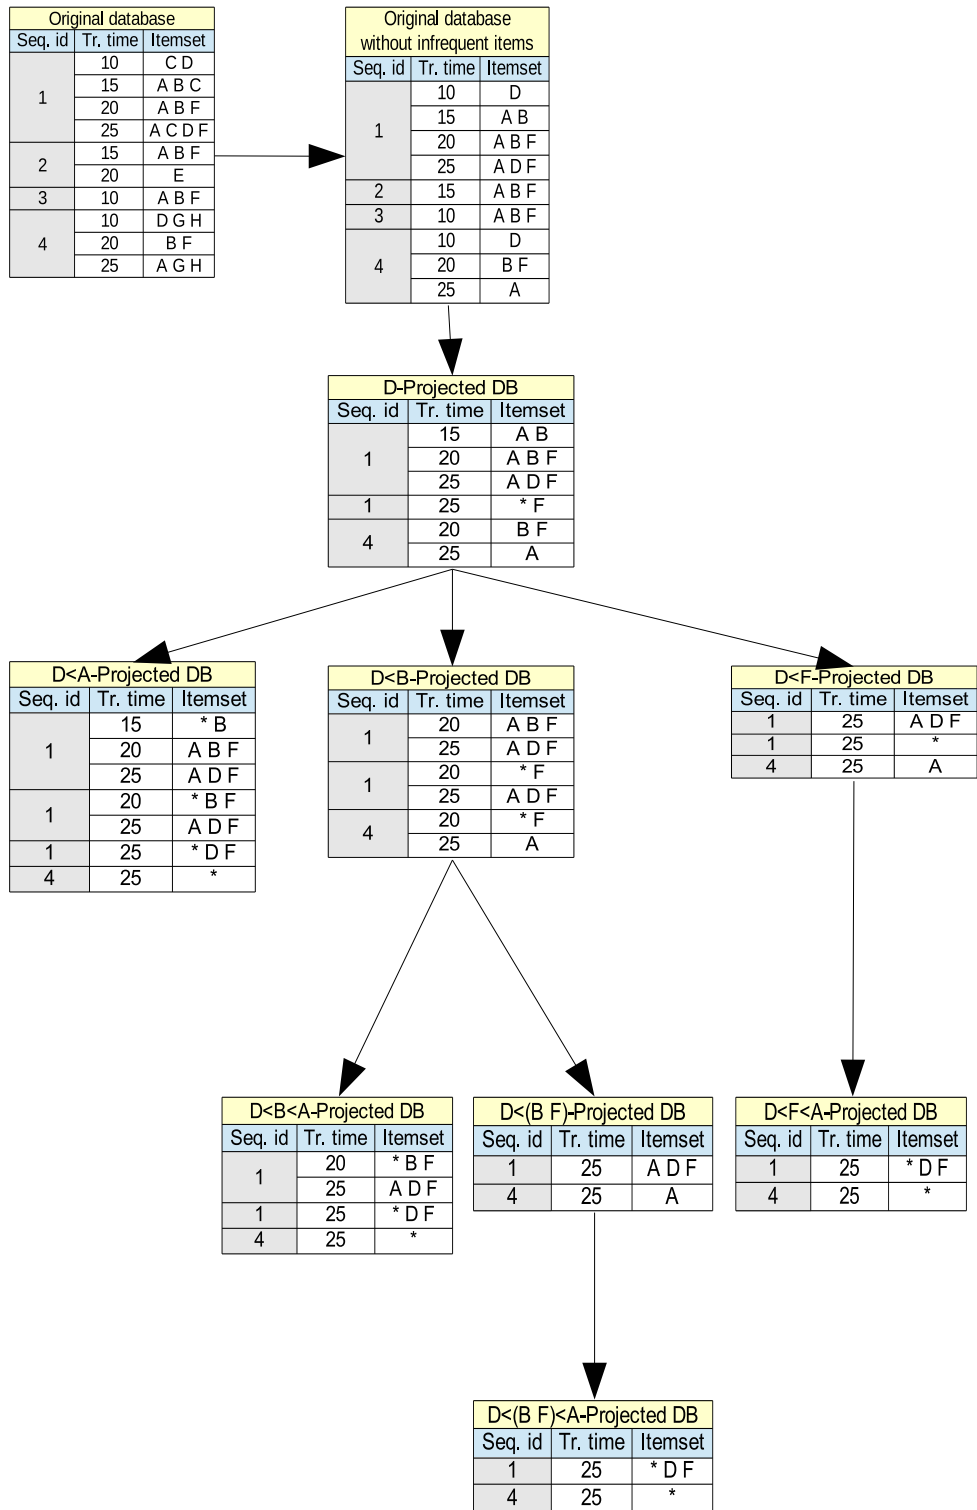 Original database
Seq. id Tr. time Itemset
1
10 C D
15 A B C
20 A B F
25 A C D F
2
15 A B F
20 E
3 10 A B F
4
10 D G H
20 B F
25 A G H
Original database
without infrequent items
Seq. id Tr. time Itemset
1
10 D
15 A B
20 A B F
25 A D F
2 15 A B F
3 10 A B F
4
10 D
20 B F
25 A
D-Projected DB
Seq. id Tr. time Itemset
1
15 A B
20 A B F
25 A D F
1 25 * F
4
20 B F
25 A
D<A-Projected DB
Seq. id Tr. time Itemset
1
15 * B
20 A B F
25 A D F
1
20 * B F
25 A D F
1 25 * D F
4 25 *
D<B-Projected DB
Seq. id Tr. time Itemset
1
20 A B F
25 A D F
1
20 * F
25 A D F
4
20 * F
25 A
D<F-Projected DB
Seq. id Tr. time Itemset
1 25 A D F
1 25 *
4 25 A
D<B<A-Projected DB
Seq. id Tr. time Itemset
1
20 * B F
25 A D F
1 25 * D F
4 25 *
D<(B F)-Projected DB
Seq. id Tr. time Itemset
1 25 A D F
4 25 A
D<F<A-Projected DB
Seq. id Tr. time Itemset
1 25 * D F
4 25 *
D<(B F)<A-Projected DB
Seq. id Tr. time Itemset
1 25 * D F
4 25 *